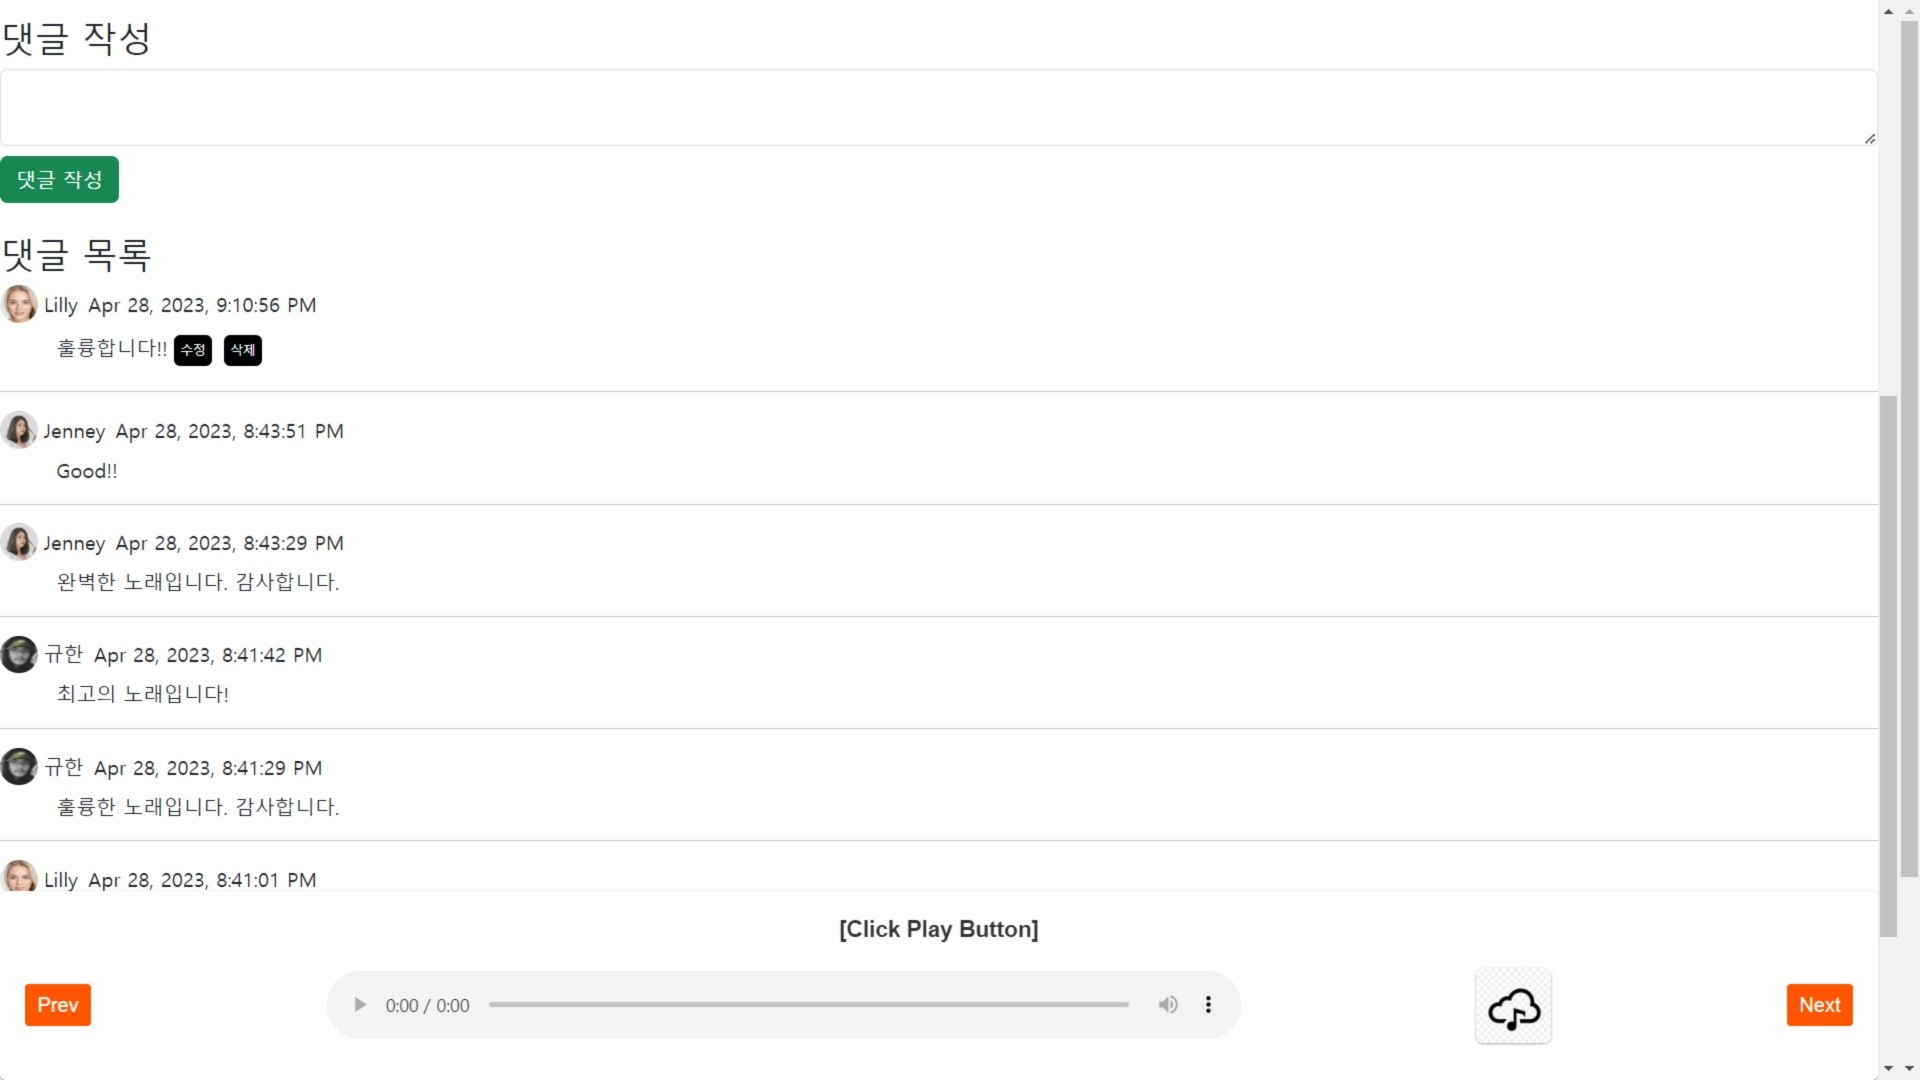 댓글 작성
댓글 작성
댓글 목록
Lilly Apr 28, 2023, 9:10:56 PM
훌륭합니다!! 수정 삭제
Jenney Apr 28, 2023, 8:43:51 PM
Good!!
Jenney Apr 28, 2023, 8:43:29 PM
완벽한 노래입니다. 감사합니다.
규한 Apr 28, 2023, 8:41:42 PM
최고의 노래입니다!
규한 Apr 28, 2023, 8:41:29 PM
훌륭한 노래입니다. 감사합니다.
Lilly Apr 28, 2023, 8:41:01 PM
[Click Play Button]
Prev 0:00 / 0:00 Next